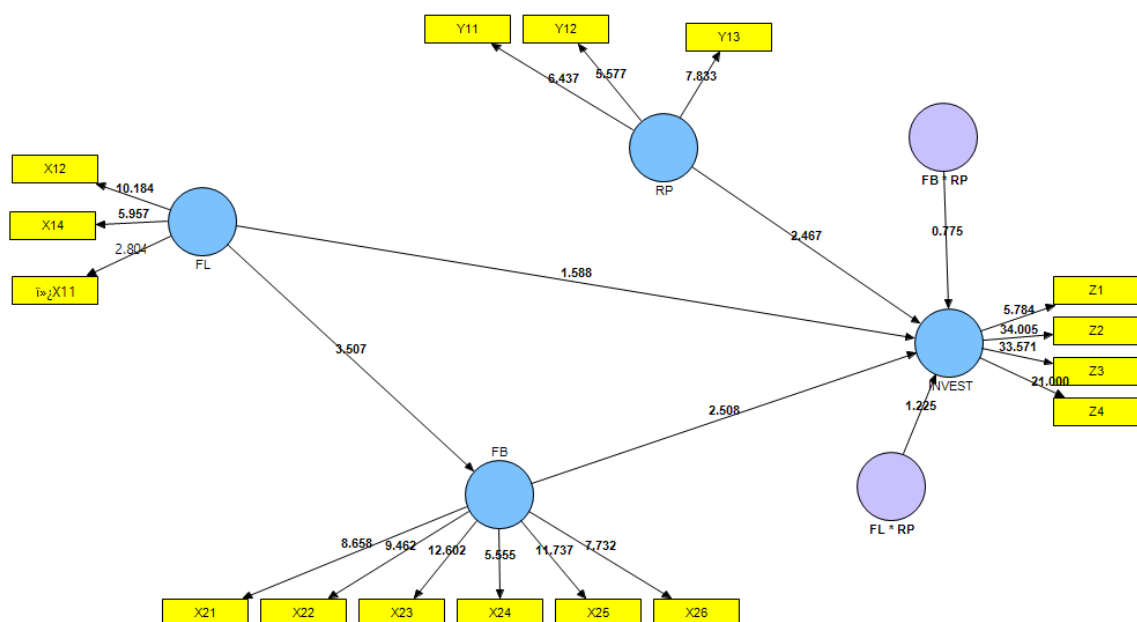 Y11
Y12
Y13
6.437
5.577
7.833
RP
X12
X14
ï»¿X11
10.184
5.957
2.804
FL
FB * RP
2.467
0.775
1.588
3.507
Z1
Z2
Z3
Z4
5.784
34.005
33.571
21.000
INVEST
2.508
1.225
FB
FL * RP
8.658
9.462
12.602
5.555
11.737
7.732
X21
X22
X23
X24
X25
X26